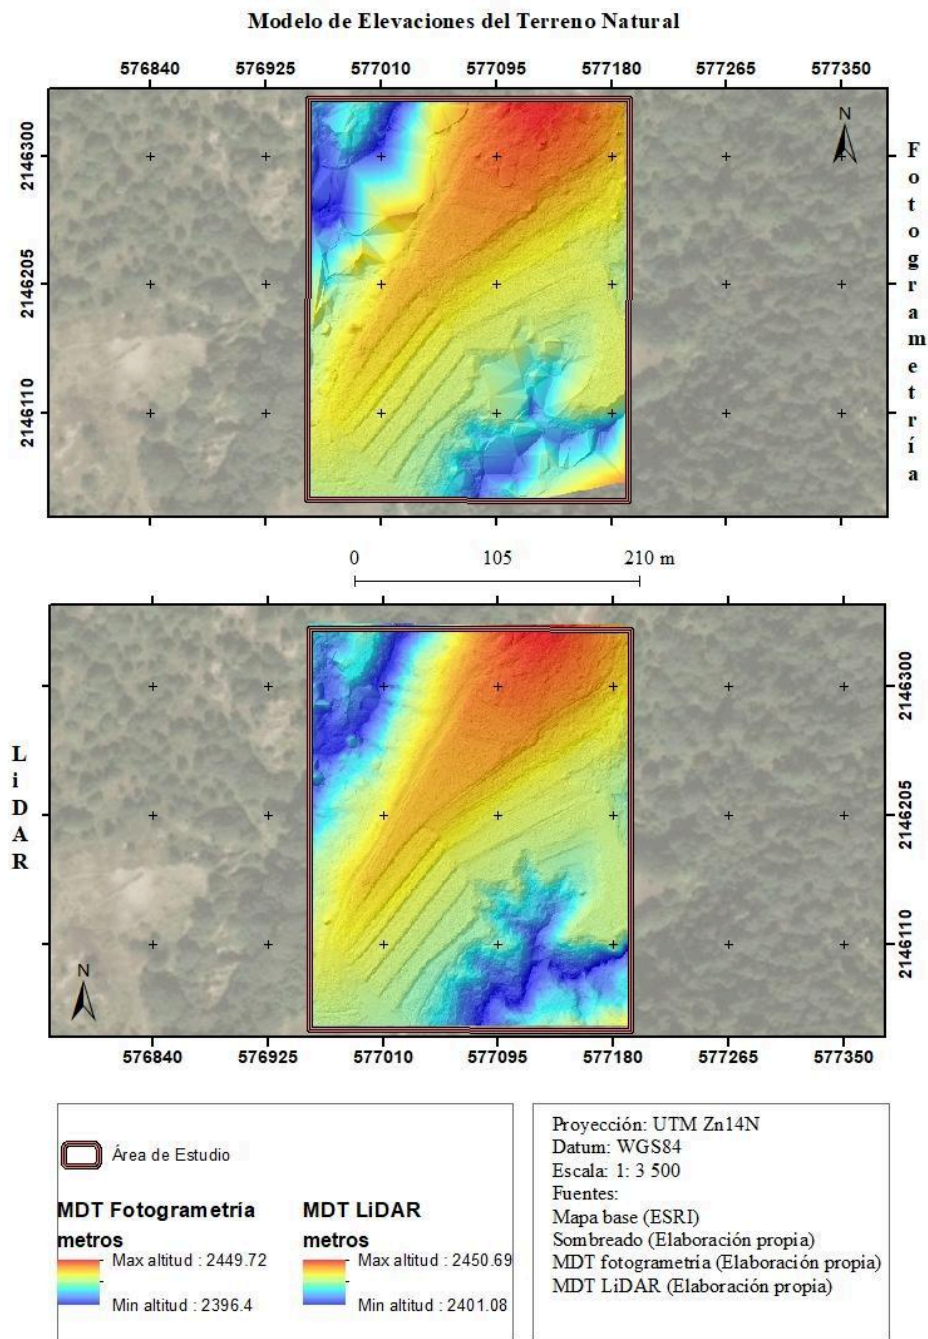 Modelo de Elevaciones del Terreno Natural
576840 576925 577010 577095 577180 577265 577350
N
2146300
2146205
2146110
Fotogrametría
0 105 210 m
LiDAR
2146300
2146205
2146110
N
576840 576925 577010 577095 577180 577265 577350
Área de Estudio
MDT Fotogrametría
metros
Max altitud : 2449.72
Min altitud : 2396.4
MDT LiDAR
metros
Max altitud : 2450.69
Min altitud : 2401.08
Proyección: UTM Zn14N
Datum: WGS84
Escala: 1: 3 500
Fuentes:
Mapa base (ESRI)
Sombreado (Elaboración propia)
MDT fotogrametría (Elaboración propia)
MDT LiDAR (Elaboración propia)